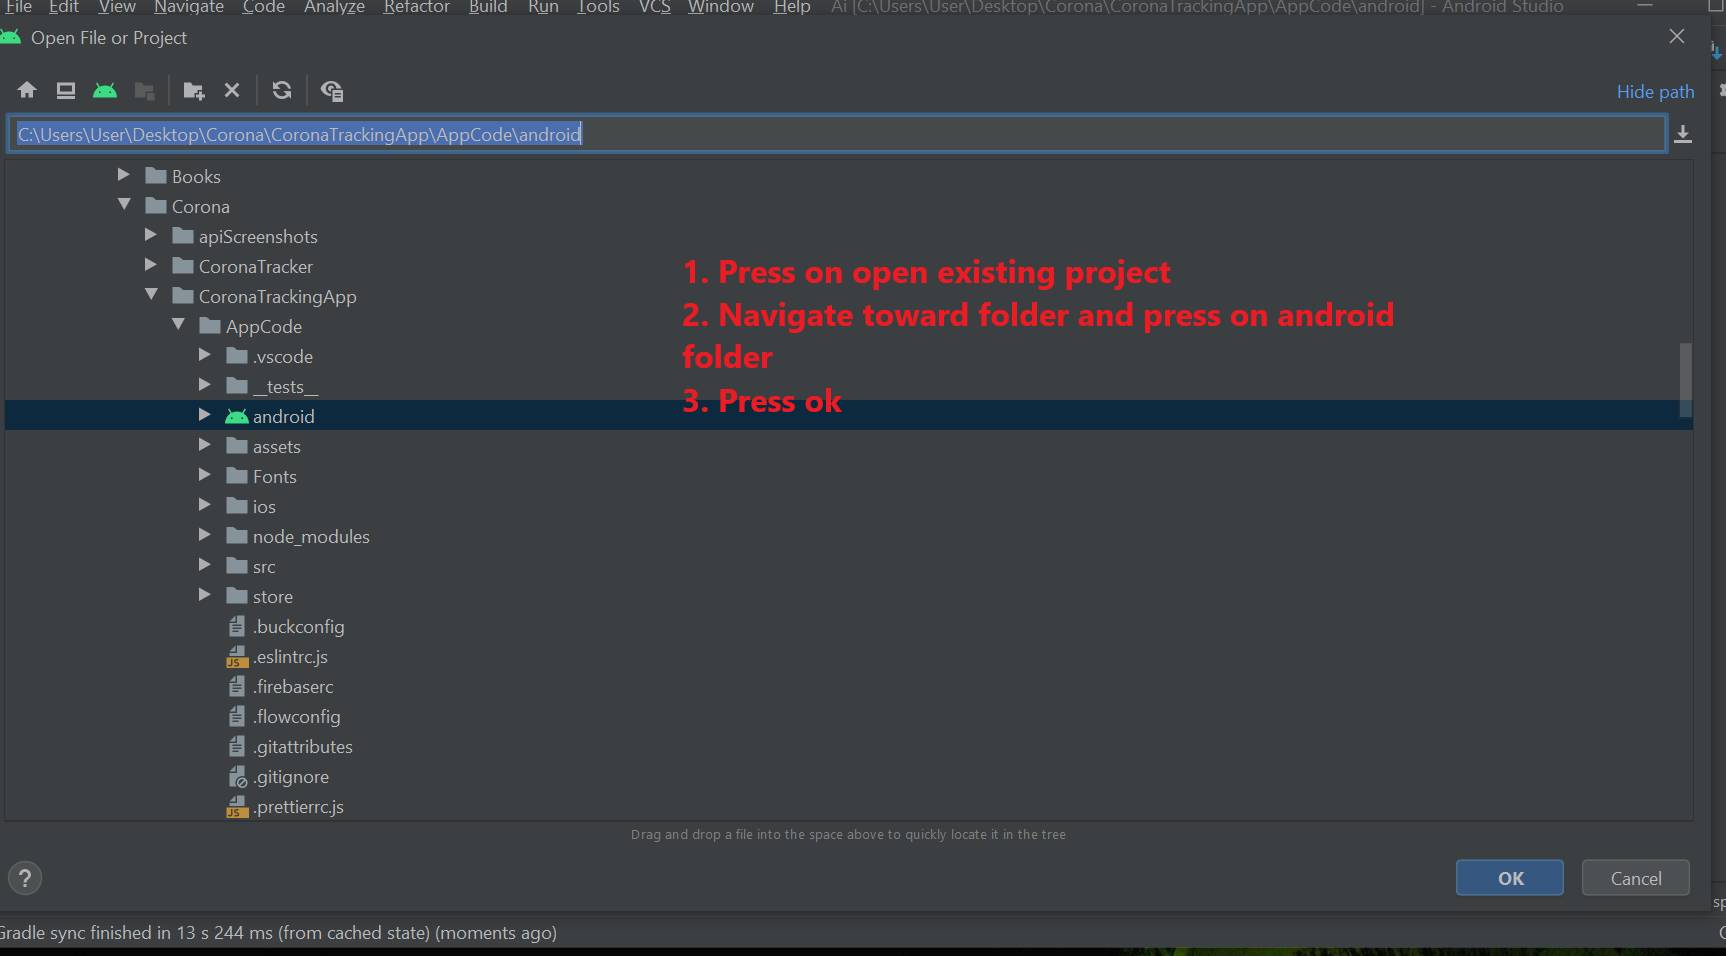 File Edit View Navigate Code Analyze Refactor Build Run Tools VCS Window Help Ai [C:\Users\User\Desktop\Corona\CoronaTrackingApp\AppCode\android] - Android Studio
Open File or Project
Hide path
C:\Users\User\Desktop\Corona\CoronaTrackingApp\AppCode\android
Books
Corona
apiScreenshots
CoronaTracker
CoronaTrackingApp
AppCode
.vscode
__tests__
android
assets
Fonts
ios
node_modules
src
store
.buckconfig
.eslintrc.js
.firebaserc
.flowconfig
.gitattributes
.gitignore
.prettierrc.js
1. Press on open existing project
2. Navigate toward folder and press on android
folder
3. Press ok
Drag and drop a file into the space above to quickly locate it in the tree
?
OK
Cancel
Gradle sync finished in 13 s 244 ms (from cached state) (moments ago)